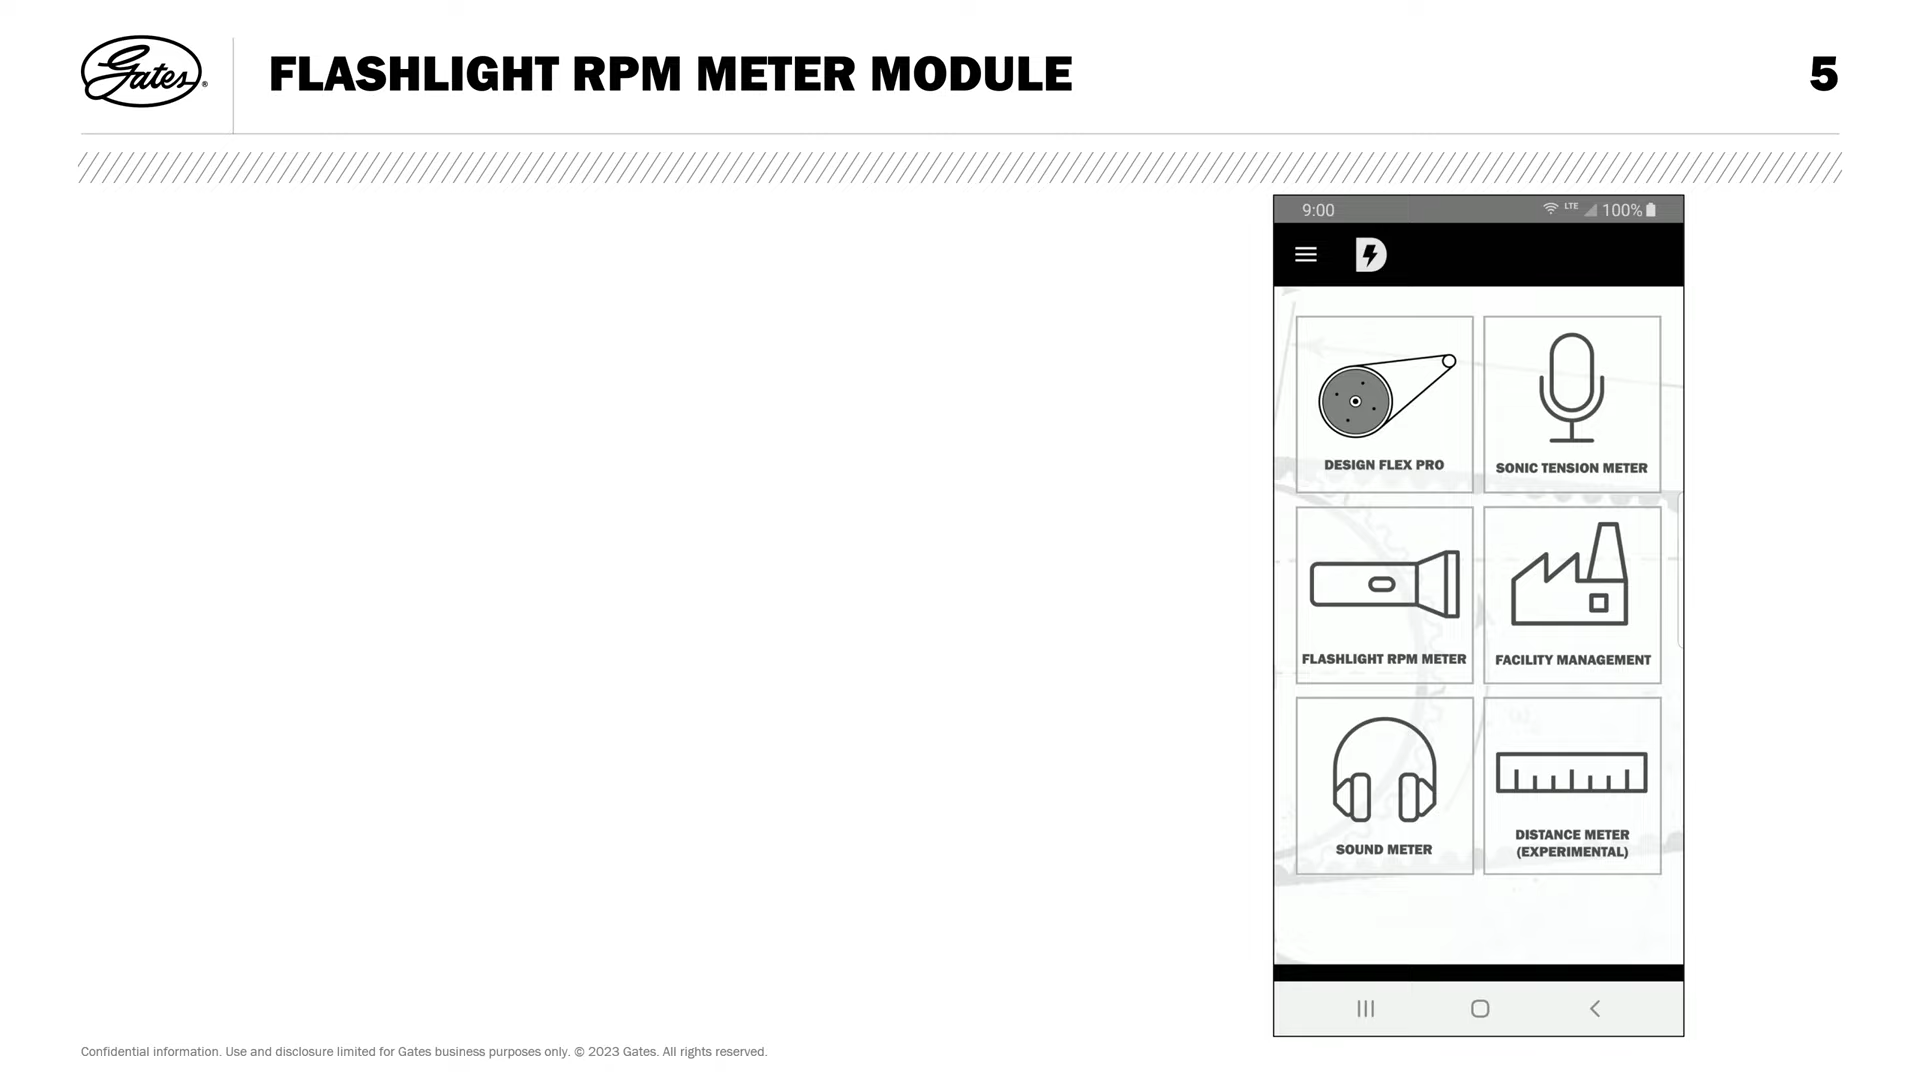 Gates®
FLASHLIGHT RPM METER MODULE
5
9:00
LTE
100%
D
DESIGN FLEX PRO
SONIC TENSION METER
FLASHLIGHT RPM METER
FACILITY MANAGEMENT
SOUND METER
DISTANCE METER
(EXPERIMENTAL)
Confidential information. Use and disclosure limited for Gates business purposes only. © 2023 Gates. All rights reserved.